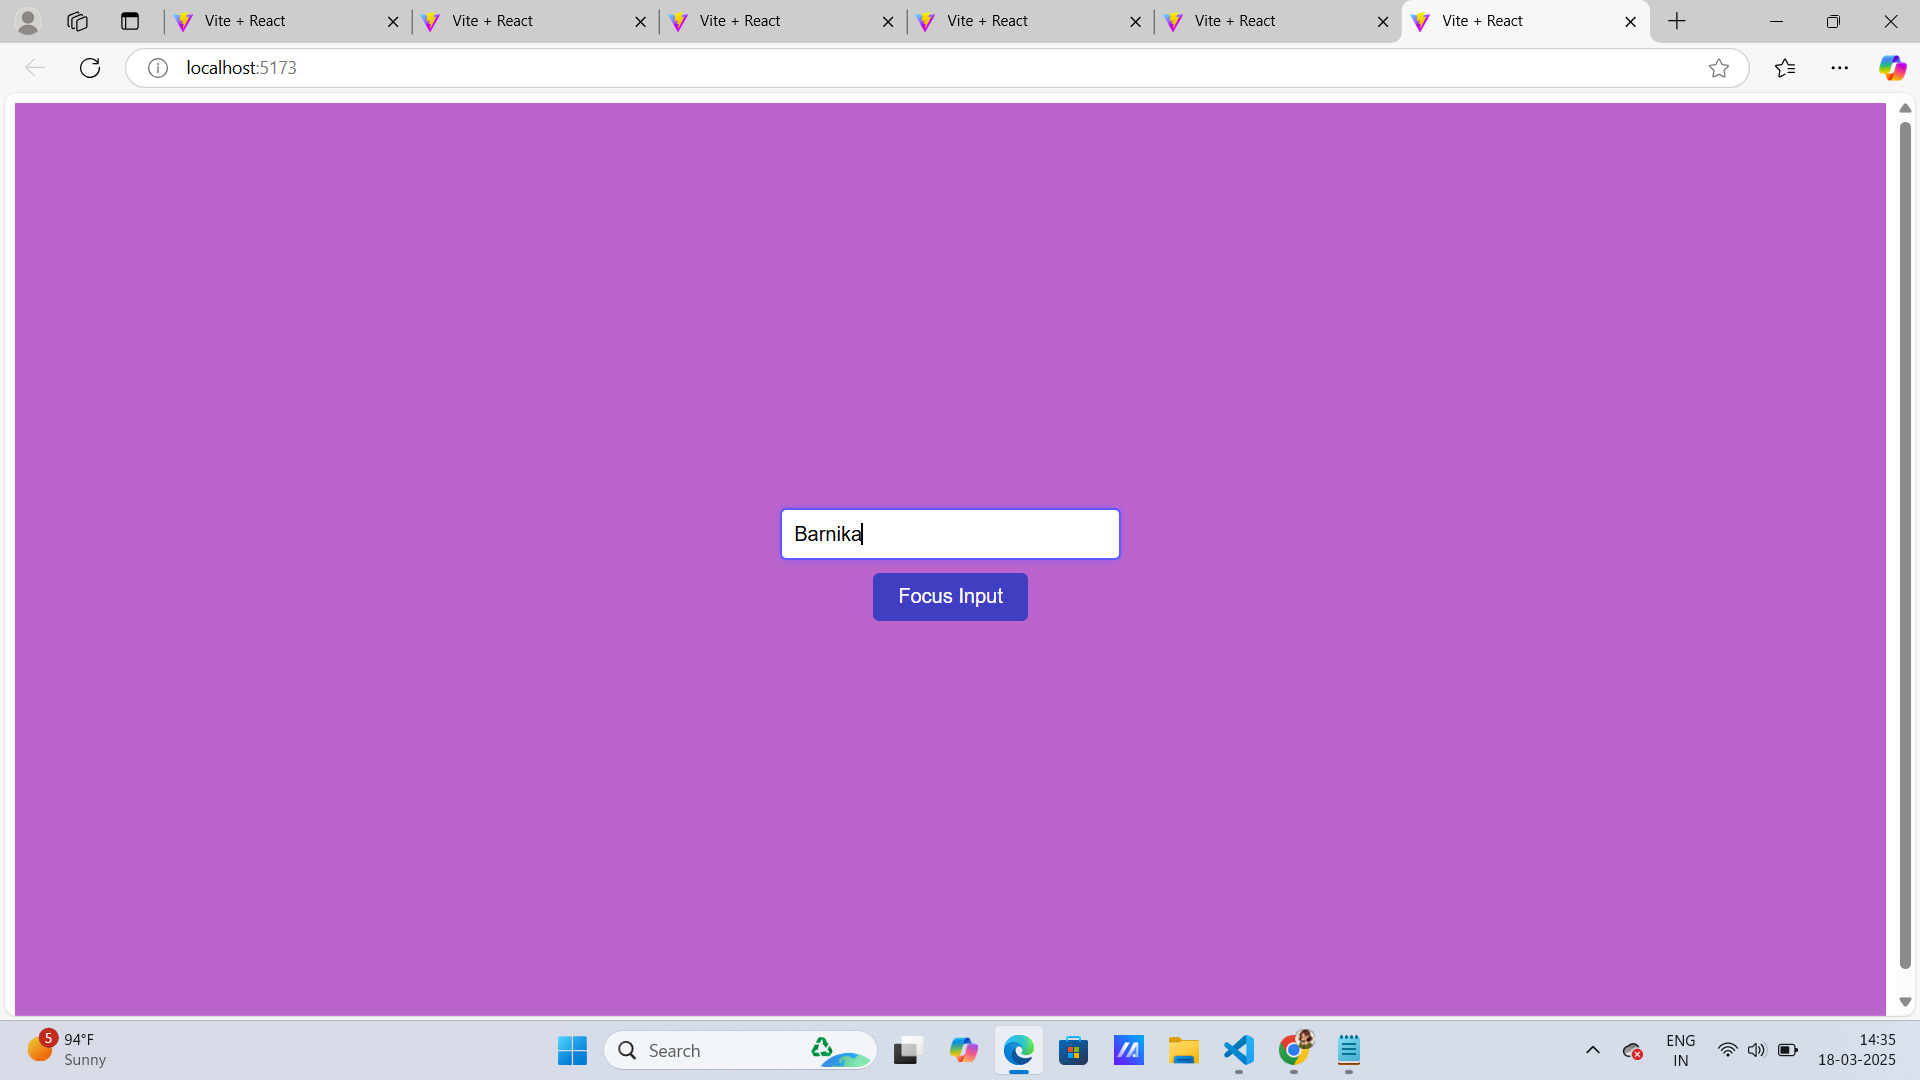 Vite + React
Vite + React
Vite + React
Vite + React
Vite + React
Vite + React
localhost:5173
Barnika
Focus Input
5
94°F
Sunny
Search
ENG
IN
14:35
18-03-2025